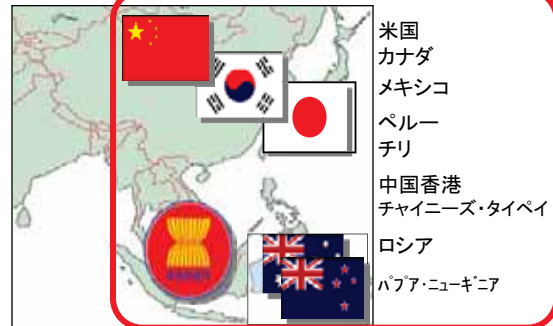 米国
カナダ
メキシコ
ペルー
チリ
中国香港
チャイニーズ・タイペイ
ロシア
ﾊﾟﾌﾟｱ・ﾆｭｰｷﾞﾆｱ